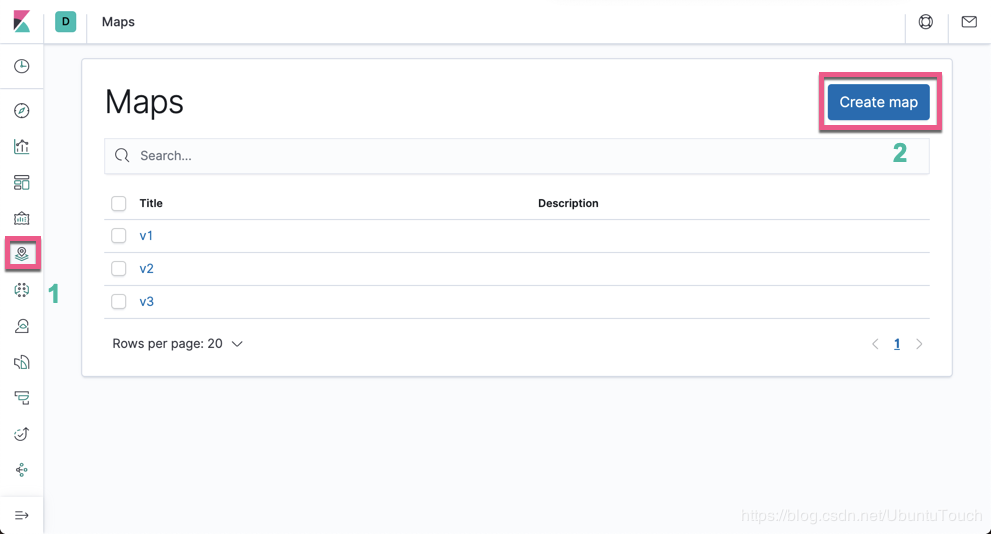 D Maps
Maps
Create map
Search...
2
Title Description
v1
v2
1
v3
Rows per page: 20
1
https://blog.csdn.net/UbuntuTouch